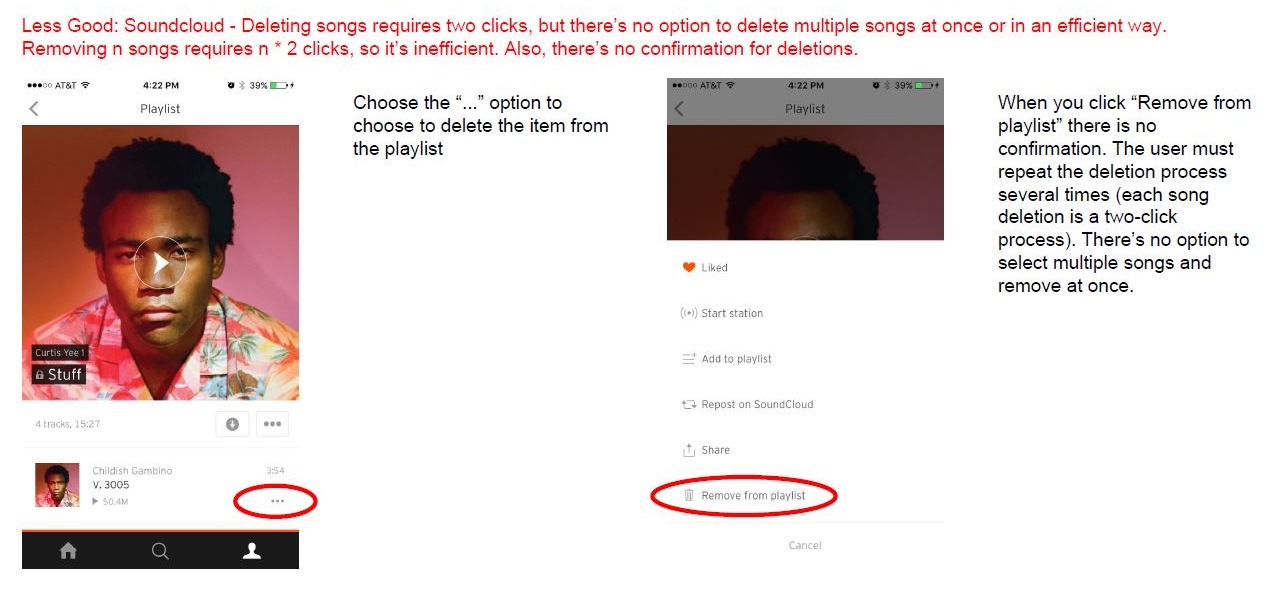 Less Good: Soundcloud - Deleting songs requires two clicks, but there's no option to delete multiple songs at once or in an efficient way.
Removing n songs requires n * 2 clicks, so it's inefficient. Also, there's no confirmation for deletions.
AT&T 4:22 PM 39%
Playlist
Curtis Yee 1
Stuff
4 tracks, 15:27
Childish Gambino 3:54
V. 3005
50.4M
Choose the "..." option to
choose to delete the item from
the playlist
AT&T 4:22 PM 39%
Playlist
Liked
Start station
Add to playlist
Repost on SoundCloud
Share
Remove from playlist
Cancel
When you click "Remove from
playlist" there is no
confirmation. The user must
repeat the deletion process
several times (each song
deletion is a two-click
process). There's no option to
select multiple songs and
remove at once.